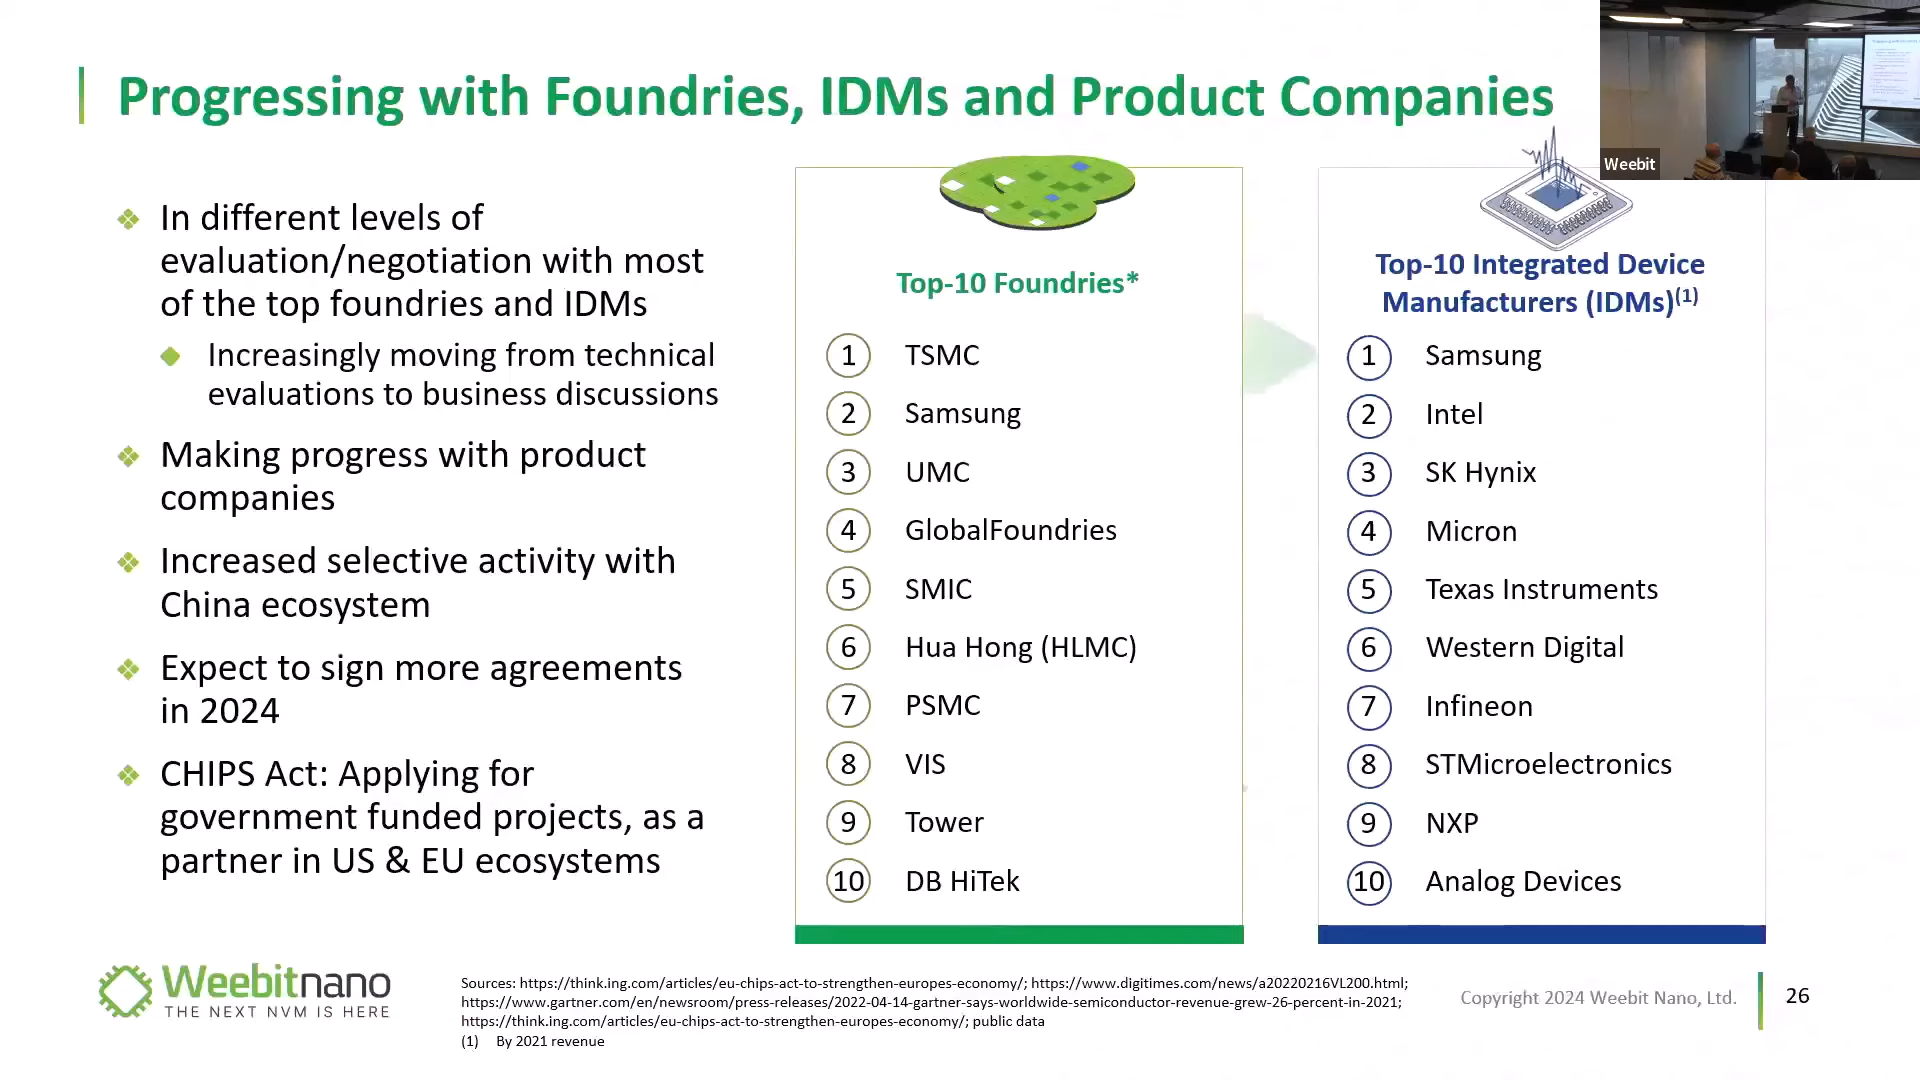 Progressing with Foundries, IDMs and Product Companies
Weebit
In different levels of
evaluation/negotiation with most
of the top foundries and IDMs
Increasingly moving from technical
evaluations to business discussions
Making progress with product
companies
Increased selective activity with
China ecosystem
Expect to sign more agreements
in 2024
CHIPS Act: Applying for
government funded projects, as a
partner in US & EU ecosystems
Top-10 Foundries*
1 TSMC
2 Samsung
3 UMC
4 GlobalFoundries
5 SMIC
6 Hua Hong (HLMC)
7 PSMC
8 VIS
9 Tower
10 DB HiTek
Top-10 Integrated Device
Manufacturers (IDMs)(1)
1 Samsung
2 Intel
3 SK Hynix
4 Micron
5 Texas Instruments
6 Western Digital
7 Infineon
8 STMicroelectronics
9 NXP
10 Analog Devices
Weebitnano
THE NEXT NVM IS HERE
Sources: https://think.ing.com/articles/eu-chips-act-to-strengthen-europes-economy/; https://www.digitimes.com/news/a20220216VL200.html;
https://www.gartner.com/en/newsroom/press-releases/2022-04-14-gartner-says-worldwide-semiconductor-revenue-grew-26-percent-in-2021;
https://think.ing.com/articles/eu-chips-act-to-strengthen-europes-economy/; public data
(1) By 2021 revenue
Copyright 2024 Weebit Nano, Ltd.
26